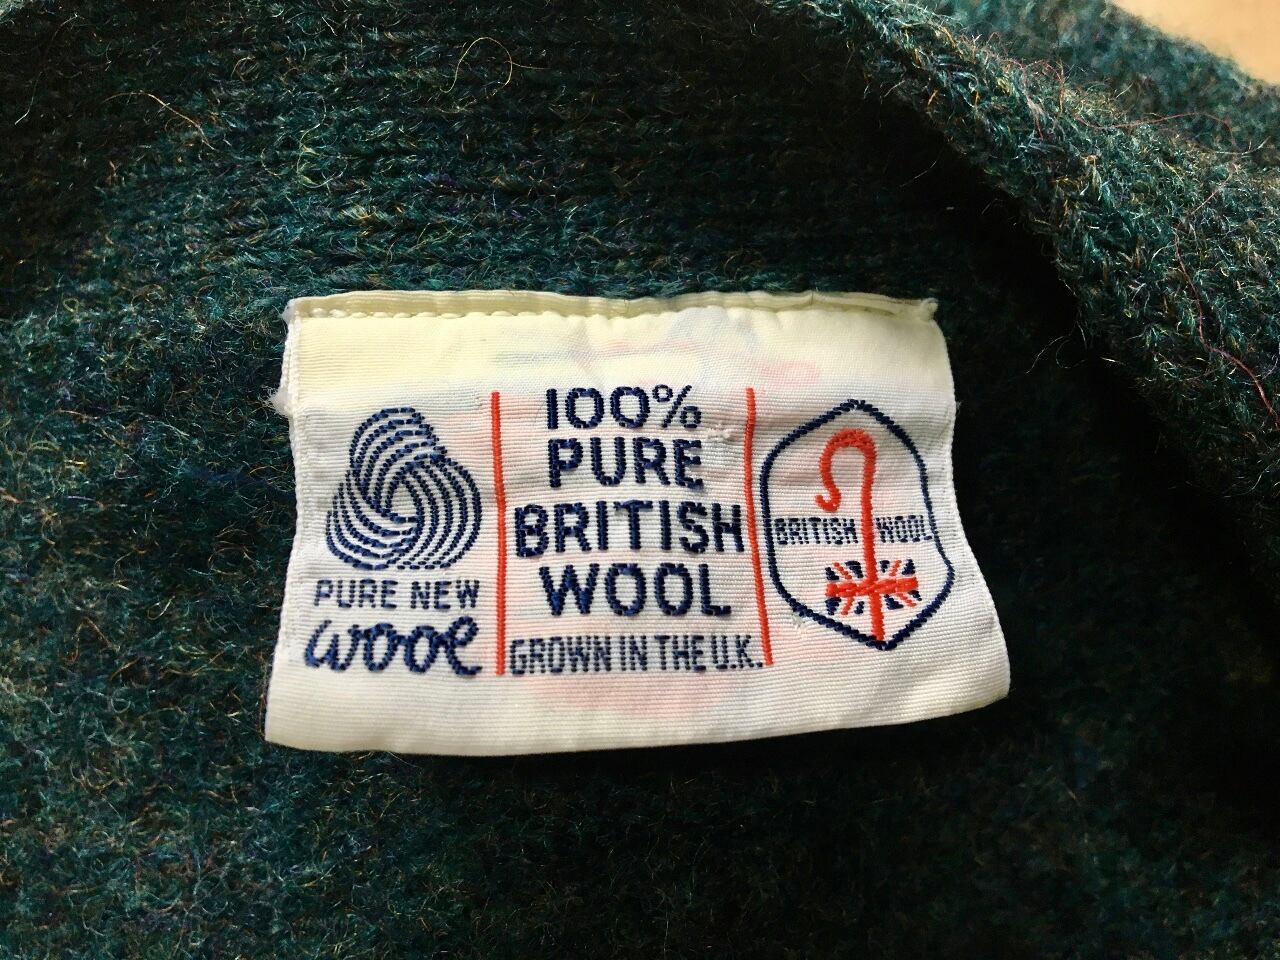 PURE NEW
wool
100%
PURE
BRITISH
WOOL
GROWN IN THE U.K.
BRITISH WOOL